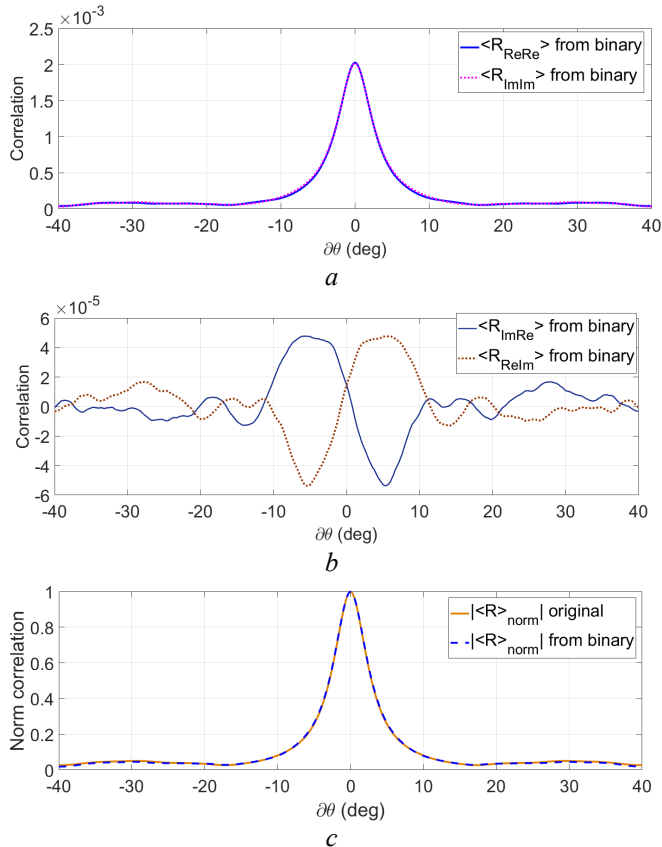 ×10⁻³
2.5
2
1.5
1
0.5
0
Correlation
<R_ReRe> from binary
<R_ImIm> from binary
-40 -30 -20 -10 0 10 20 30 40
∂θ (deg)
a
×10⁻⁵
6
4
2
0
-2
-4
-6
Correlation
<R_ImRe> from binary
<R_ReIm> from binary
-40 -30 -20 -10 0 10 20 30 40
∂θ (deg)
b
1
0.8
0.6
0.4
0.2
0
Norm correlation
|<R>_norm| original
|<R>_norm| from binary
-40 -30 -20 -10 0 10 20 30 40
∂θ (deg)
c